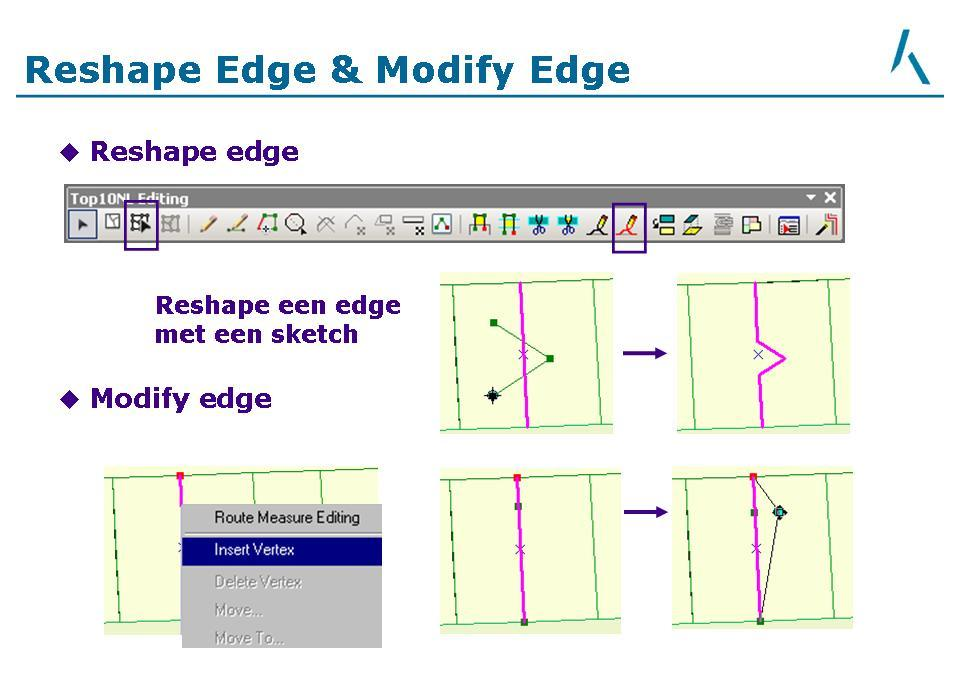 Reshape Edge & Modify Edge
Reshape edge
Top10NL Editing
Reshape een edge
met een sketch
Modify edge
Route Measure Editing
Insert Vertex
Delete Vertex
Move...
Move To...